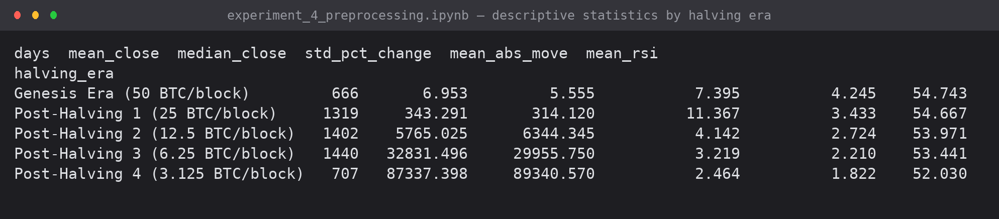 experiment_4_preprocessing.ipynb — descriptive statistics by halving era
days  mean_close  median_close  std_pct_change  mean_abs_move  mean_rsi
halving_era
Genesis Era (50 BTC/block)         666       6.953         5.555           7.395          4.245    54.743
Post-Halving 1 (25 BTC/block)     1319     343.291       314.120          11.367          3.433    54.667
Post-Halving 2 (12.5 BTC/block)   1402    5765.025      6344.345           4.142          2.724    53.971
Post-Halving 3 (6.25 BTC/block)   1440   32831.496     29955.750           3.219          2.210    53.441
Post-Halving 4 (3.125 BTC/block)   707   87337.398     89340.570           2.464          1.822    52.030